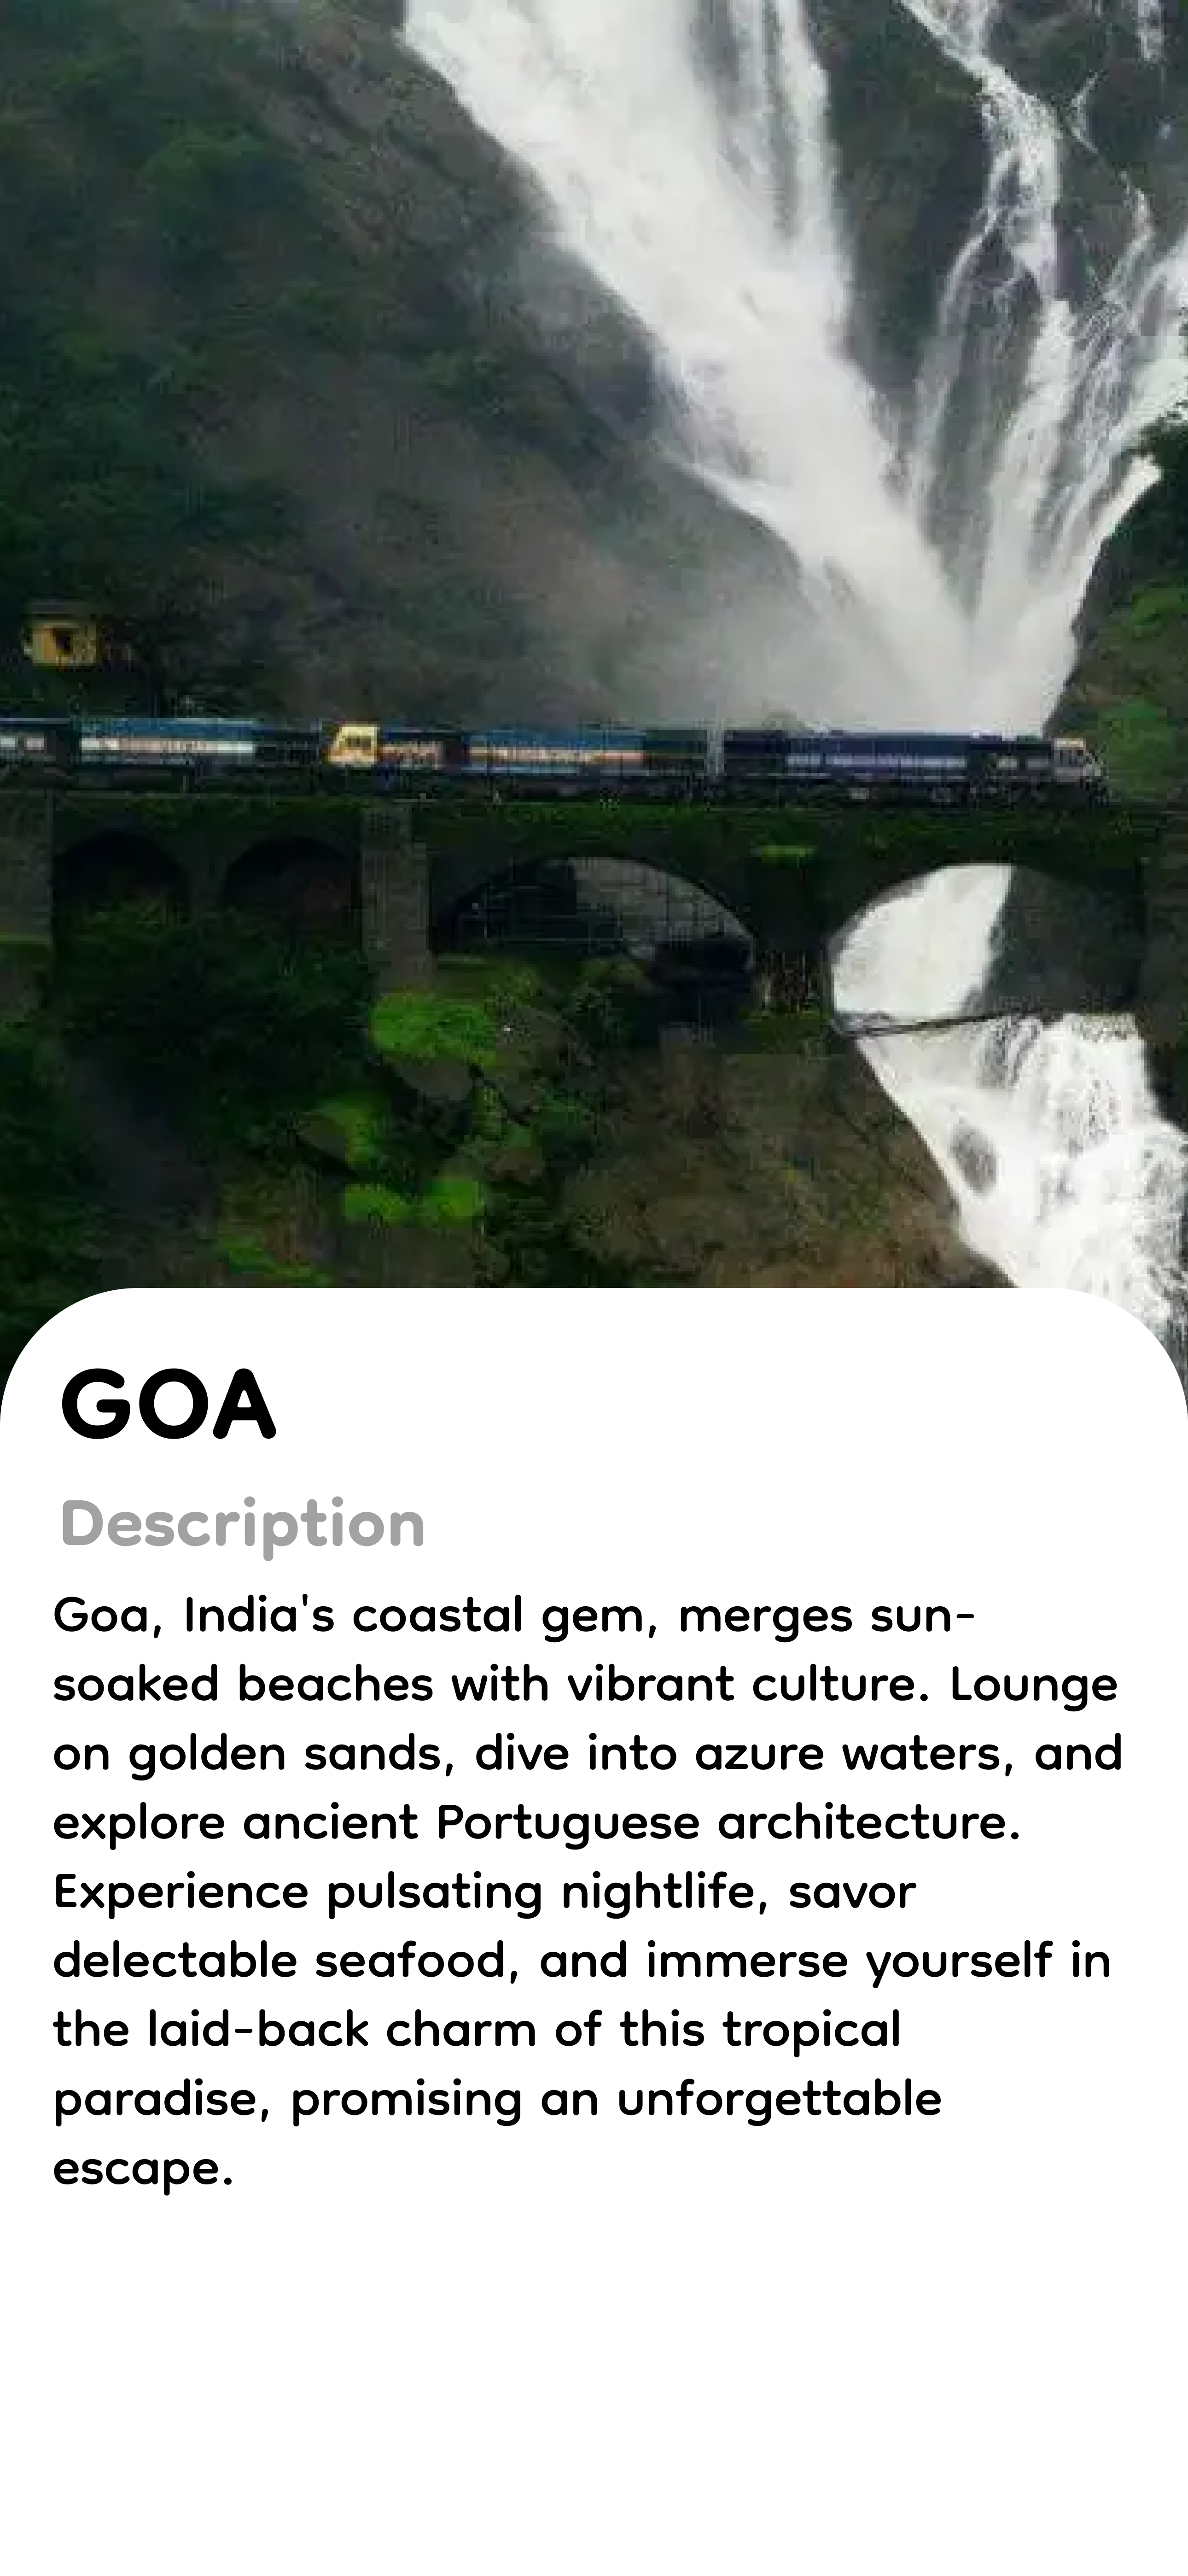 GOA
Description
Goa, India's coastal gem, merges sun-
soaked beaches with vibrant culture. Lounge
on golden sands, dive into azure waters, and
explore ancient Portuguese architecture.
Experience pulsating nightlife, savor
delectable seafood, and immerse yourself in
the laid-back charm of this tropical
paradise, promising an unforgettable
escape.